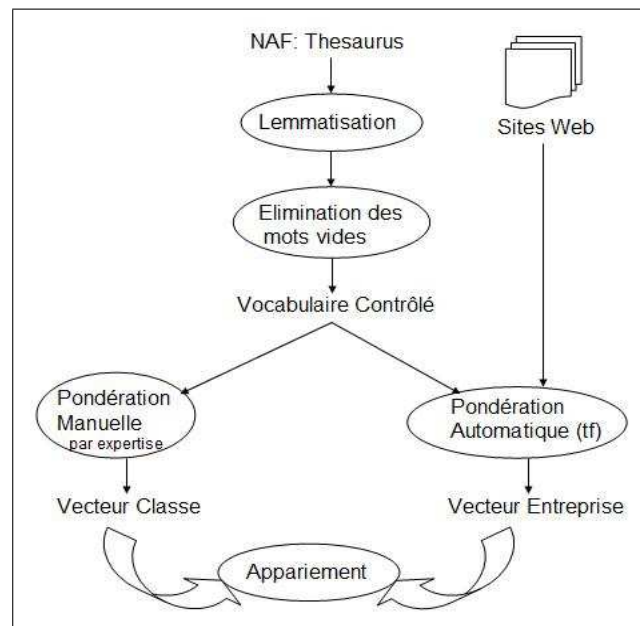 NAF: Thesaurus
Lemmatisation
Sites Web
Elimination des
mots vides
Vocabulaire Contrôlé
Pondération
Manuelle
par expertise
Pondération
Automatique (tf)
Vecteur Classe
Vecteur Entreprise
Appariement